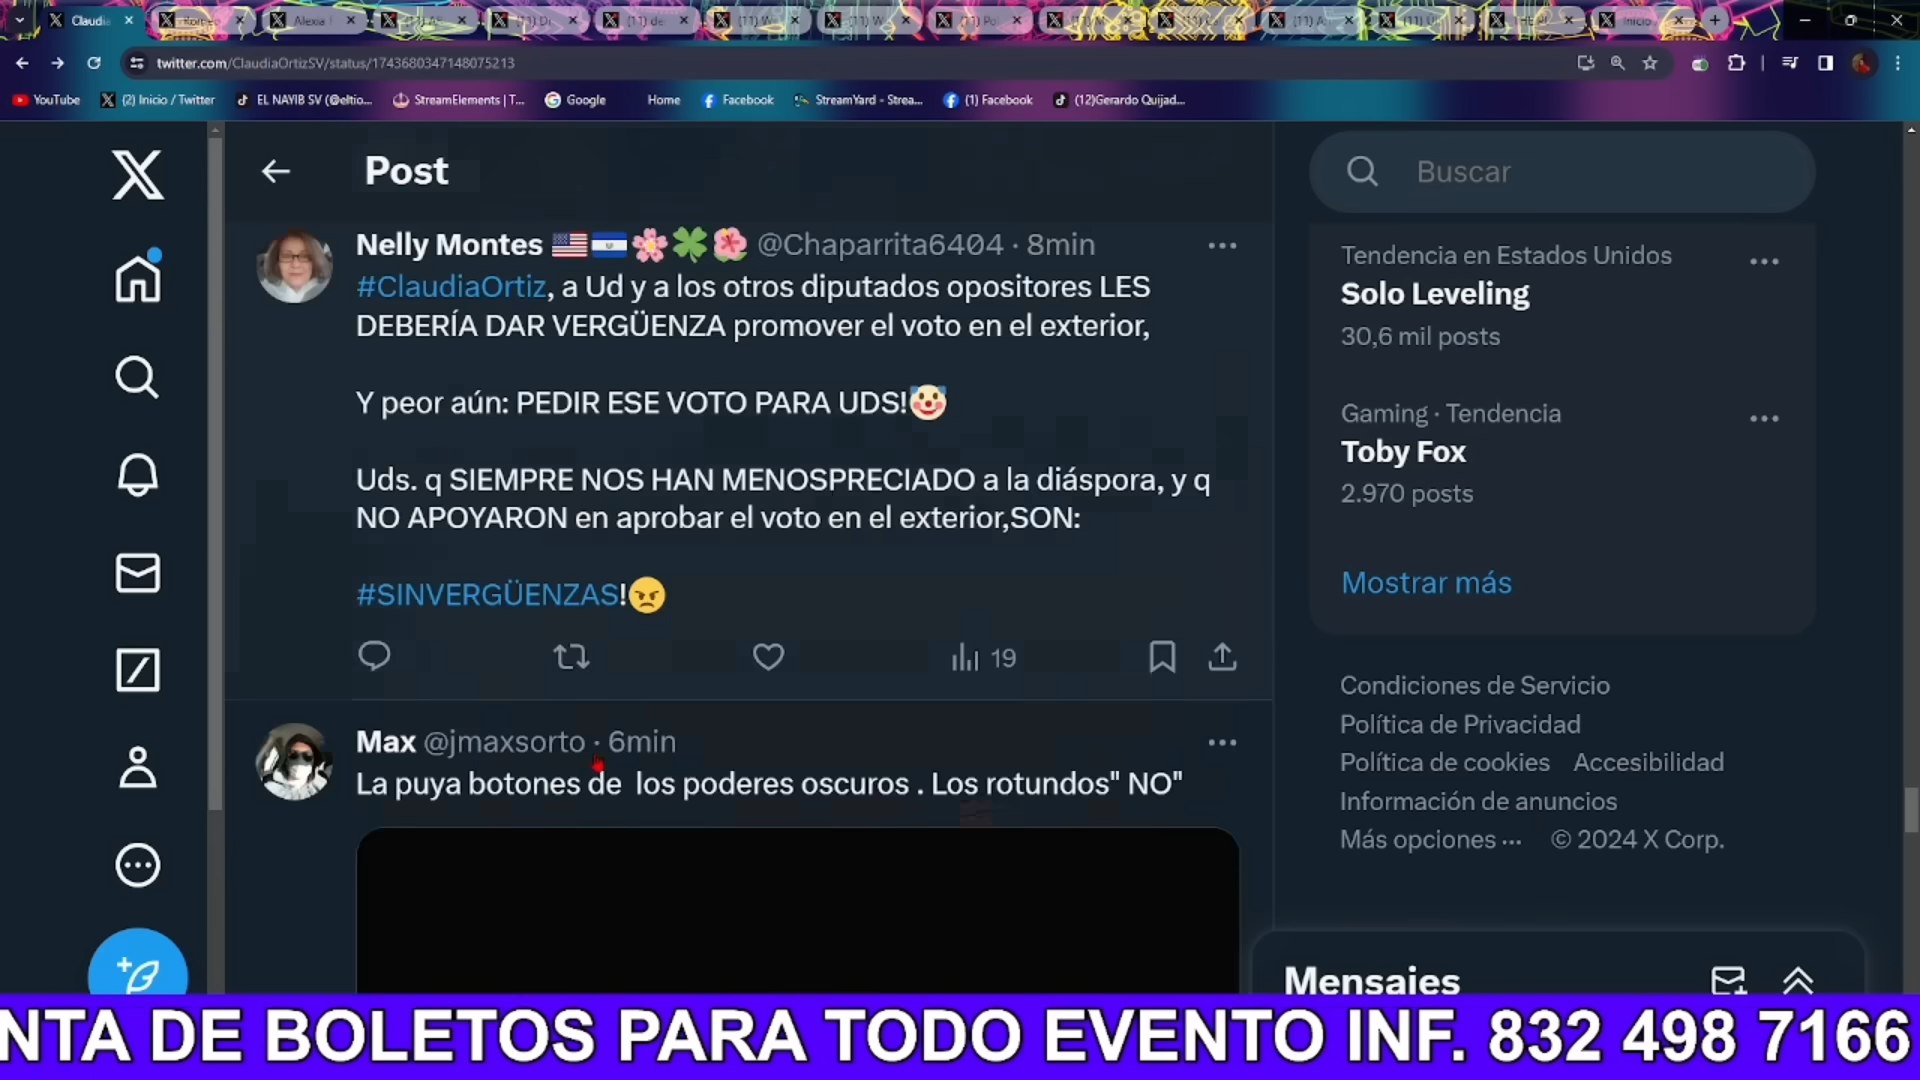 Claudia
Alexia
twitter.com/ClaudiaOrtizSV/status/1743680347148075213
YouTube
(2) Inicio / Twitter
EL NAYIB SV (@eltio...
StreamElements | T...
Google
Home
Facebook
StreamYard - Strea...
(1) Facebook
(12)Gerardo Quijad...
Post
Buscar
Nelly Montes @Chaparrita6404 · 8min
#ClaudiaOrtiz, a Ud y a los otros diputados opositores LES
DEBERÍA DAR VERGÜENZA promover el voto en el exterior,
Y peor aún: PEDIR ESE VOTO PARA UDS!
Uds. q SIEMPRE NOS HAN MENOSPRECIADO a la diáspora, y q
NO APOYARON en aprobar el voto en el exterior,SON:
#SINVERGÜENZAS!
19
Max @jmaxsorto · 6min
La puya botones de los poderes oscuros . Los rotundos" NO"
Tendencia en Estados Unidos
Solo Leveling
30,6 mil posts
Gaming · Tendencia
Toby Fox
2.970 posts
Mostrar más
Condiciones de Servicio
Política de Privacidad
Política de cookies Accesibilidad
Información de anuncios
Más opciones ··· © 2024 X Corp.
Mensajes
NTA DE BOLETOS PARA TODO EVENTO INF. 832 498 7166